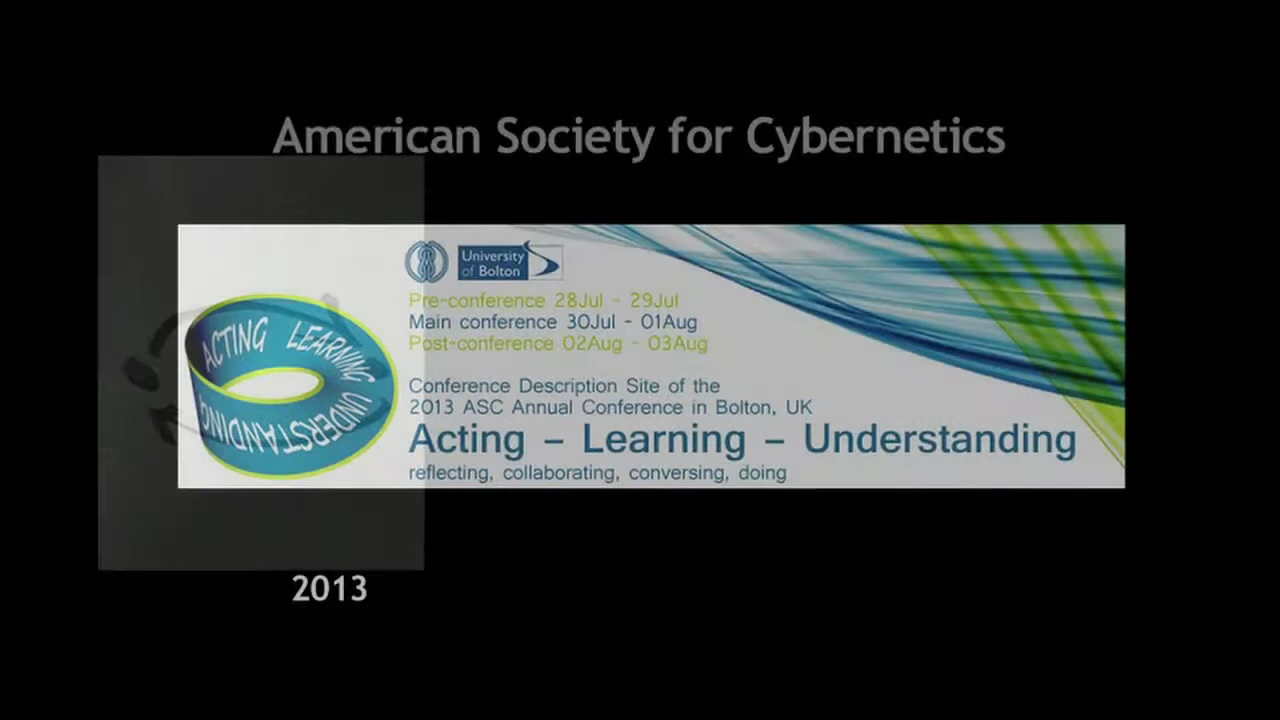 American Society for Cybernetics
University
of Bolton
Pre-conference 28Jul - 29Jul
Main conference 30Jul - 01Aug
Post-conference 02Aug - 03Aug
ACTING LEARNING UNDERSTANDING
Conference Description Site of the
2013 ASC Annual Conference in Bolton, UK
Acting – Learning – Understanding
reflecting, collaborating, conversing, doing
2013